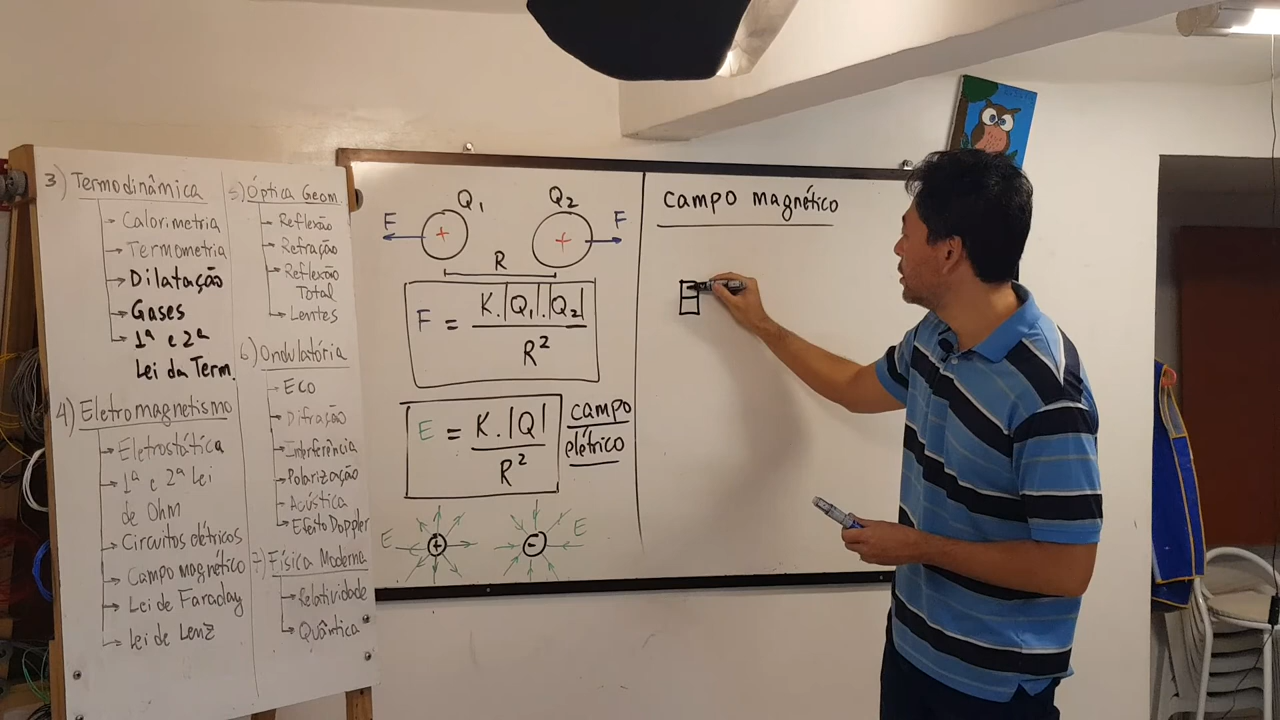 3) Termodinâmica
Calorimetria
Termometria
Dilatação
Gases
1ª e 2ª
Lei da Term.
4) Eletromagnetismo
Eletrostática
1ª e 2ª Lei
de Ohm
Circuitos elétricos
Campo magnético
Lei de Faraday
Lei de Lenz
5) Óptica Geom.
Reflexão
Refração
Reflexão
Total
Lentes
6) Ondulatória
Eco
Difração
Interferência
Polarização
Acústica
Efeito Doppler
7) Física Moderna
Relatividade
Quântica
Q1 Q2
F + + F
R
F = K.|Q1|.|Q2| / R²
E = K.|Q| / R²
campo
elétrico
E + - E
Campo magnético